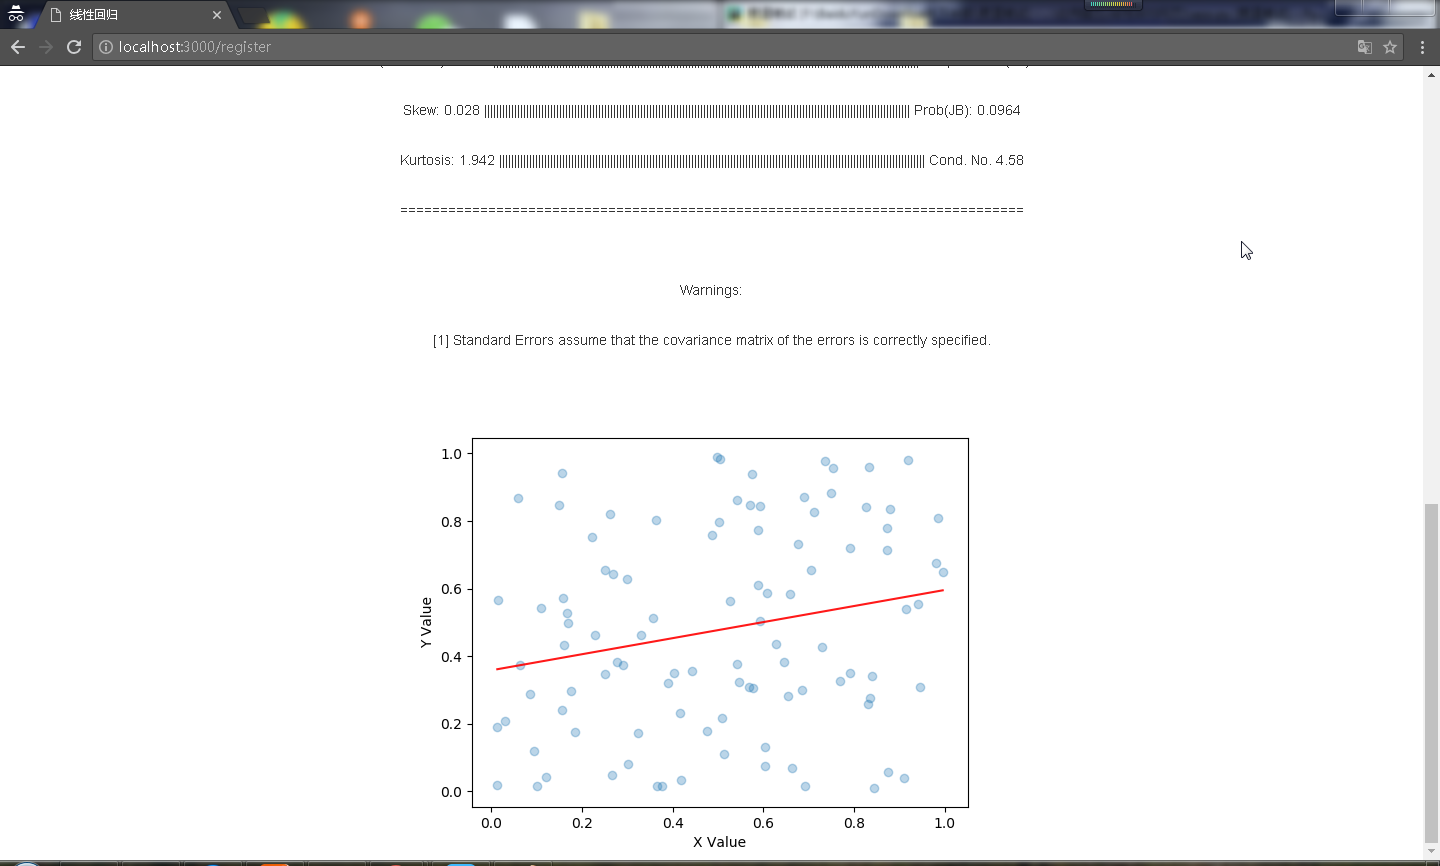 线性回归
localhost:3000/register
Skew: 0.028 |||||||||||||||||||||||||||||||||||||||||||||||||||||||||||||||||||||||||||||||||||||||||||||||||||||||||||||||||||||||||||||||||||||||||||| Prob(JB): 0.0964
Kurtosis: 1.942 |||||||||||||||||||||||||||||||||||||||||||||||||||||||||||||||||||||||||||||||||||||||||||||||||||||||||||||||||||||||||||||||||||||||||||| Cond. No. 4.58
==============================================================================
Warnings:
[1] Standard Errors assume that the covariance matrix of the errors is correctly specified.
1.0
0.8
0.6
0.4
0.2
0.0
Y Value
0.0 0.2 0.4 0.6 0.8 1.0
X Value